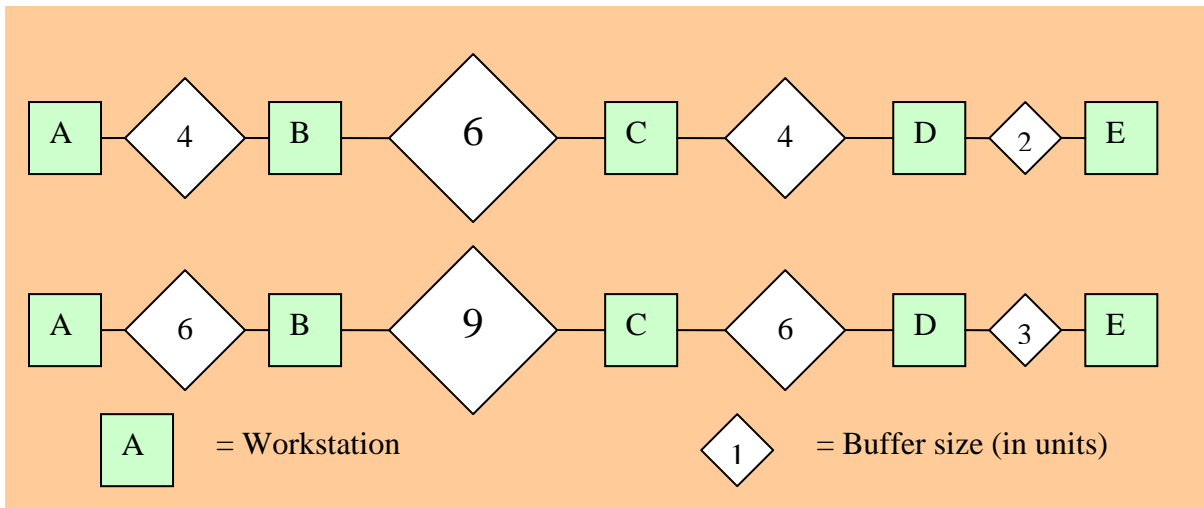 A 4 B 6 C 4 D 2 E
A 6 B 9 C 6 D 3 E
A = Workstation 1 = Buffer size (in units)